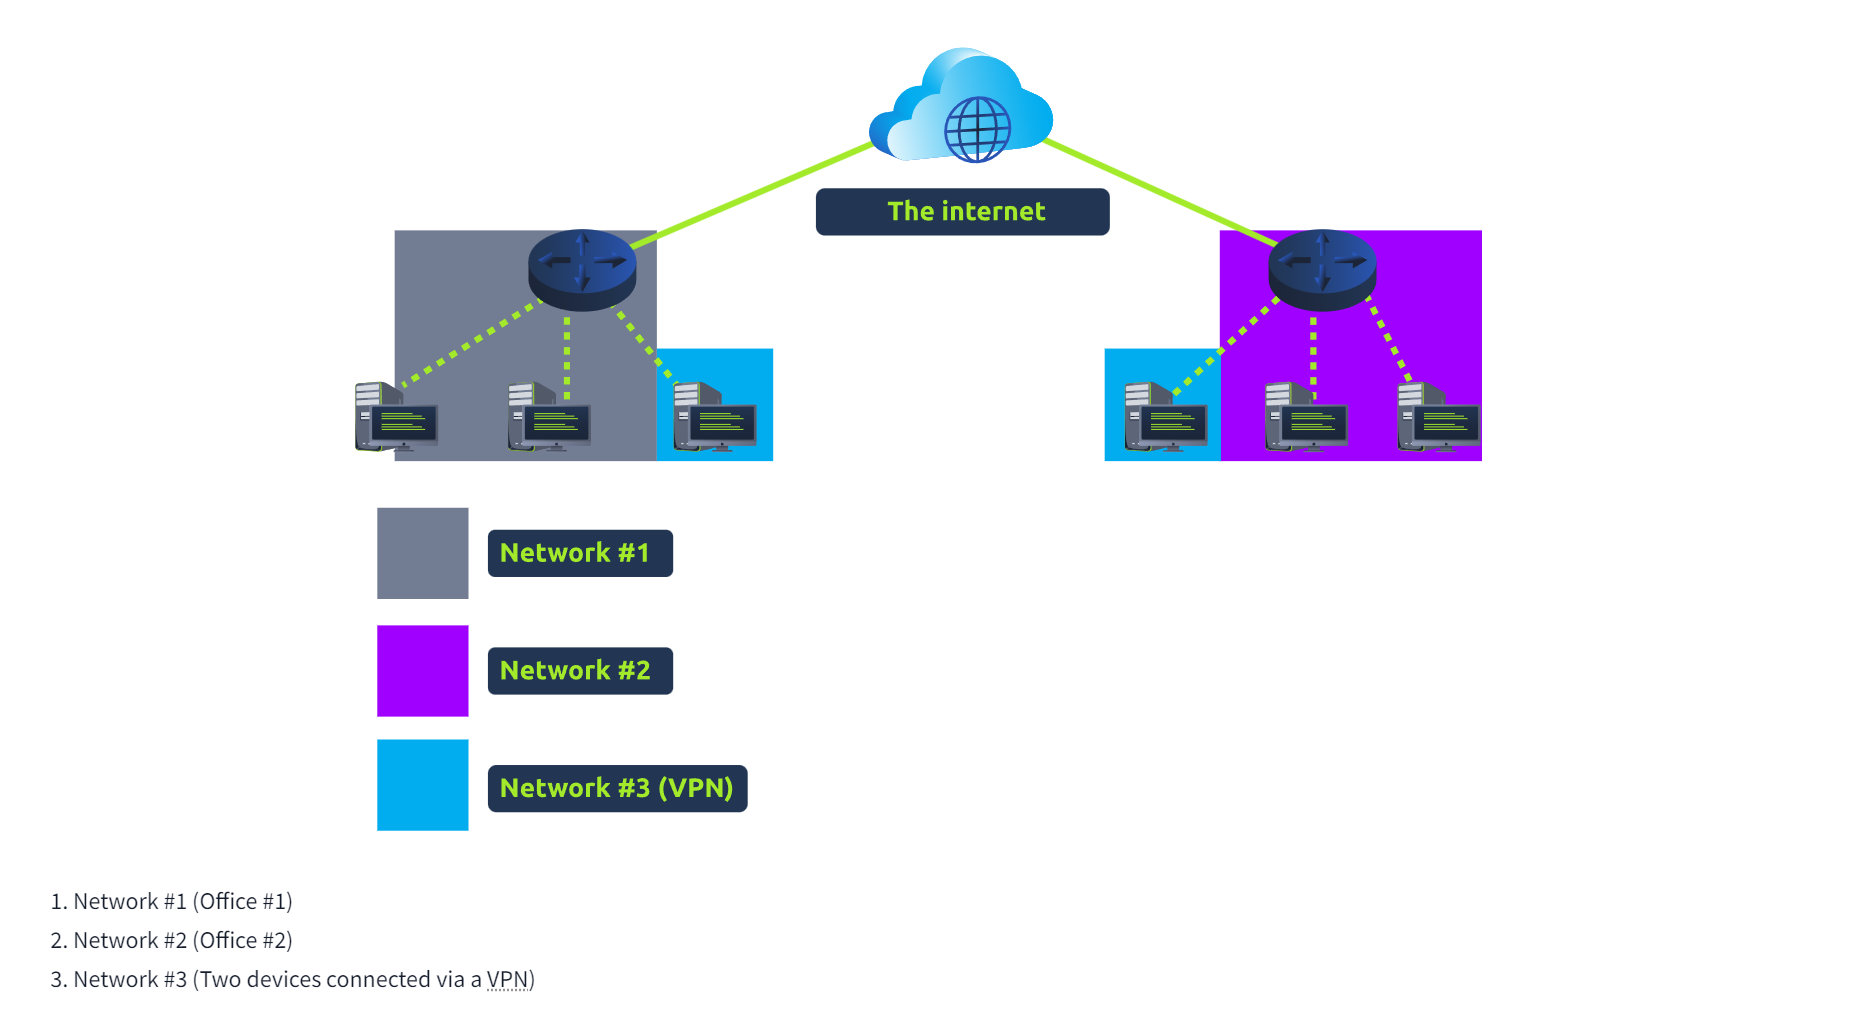 The internet
Network #1
Network #2
Network #3 (VPN)
1. Network #1 (Office #1)
2. Network #2 (Office #2)
3. Network #3 (Two devices connected via a VPN)